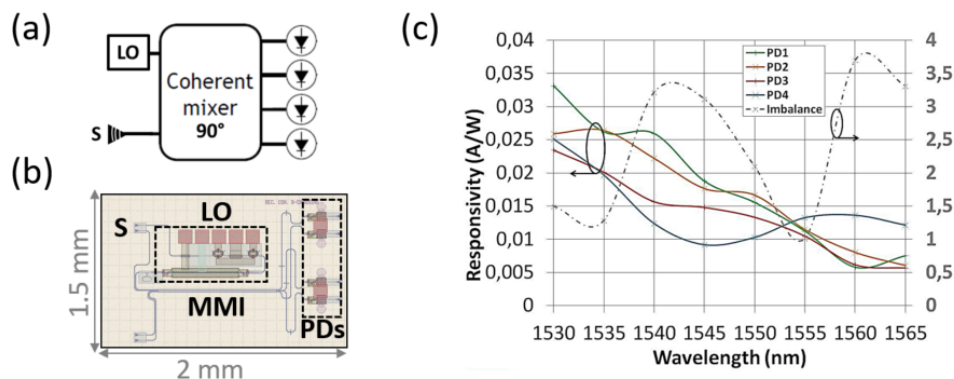 (a)
LO
Coherent
mixer
90°
S
(b)
S
LO
MMI
PDs
1.5 mm
2 mm
(c)
Responsivity (A/W)
0,04
0,035
0,03
0,025
0,02
0,015
0,01
0,005
0
PD1
PD2
PD3
PD4
Imbalance
4
3,5
3
2,5
2
1,5
1
0,5
0
1530 1535 1540 1545 1550 1555 1560 1565
Wavelength (nm)